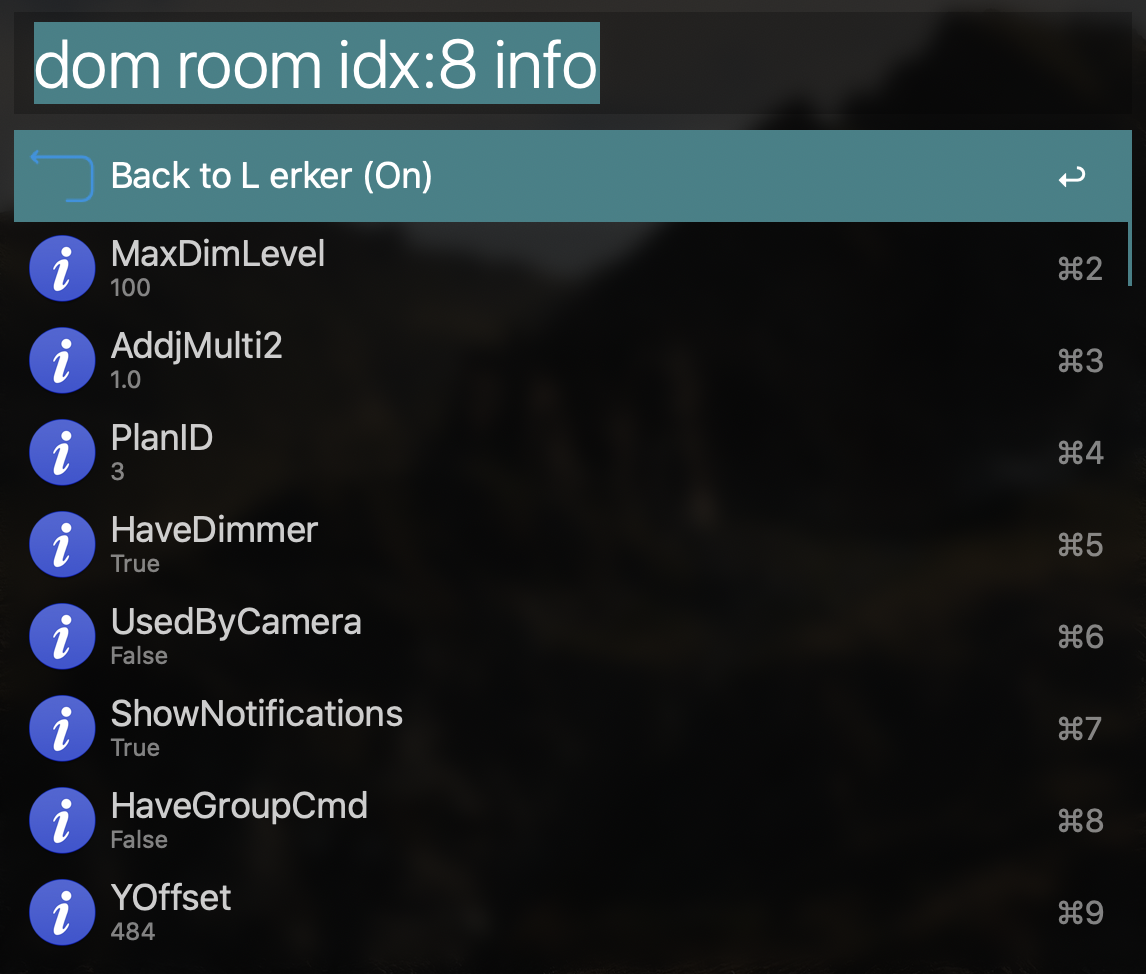 dom room idx:8 info
Back to L erker (On)
MaxDimLevel
100
⌘2
AddjMulti2
1.0
⌘3
PlanID
3
⌘4
HaveDimmer
True
⌘5
UsedByCamera
False
⌘6
ShowNotifications
True
⌘7
HaveGroupCmd
False
⌘8
YOffset
484
⌘9